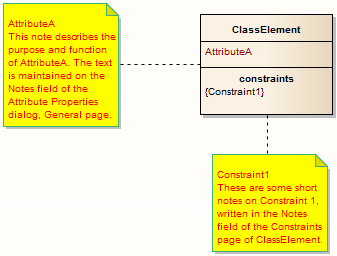 AttributeA
This note describes the
purpose and function
of AttributeA. The text
is maintained on the
Notes field of the
Attribute Properties
dialog, General page.
ClassElement
AttributeA
constraints
{Constraint1}
Constraint1
These are some short
notes on Constraint 1,
written in the Notes
field of the Constraints
page of ClassElement.